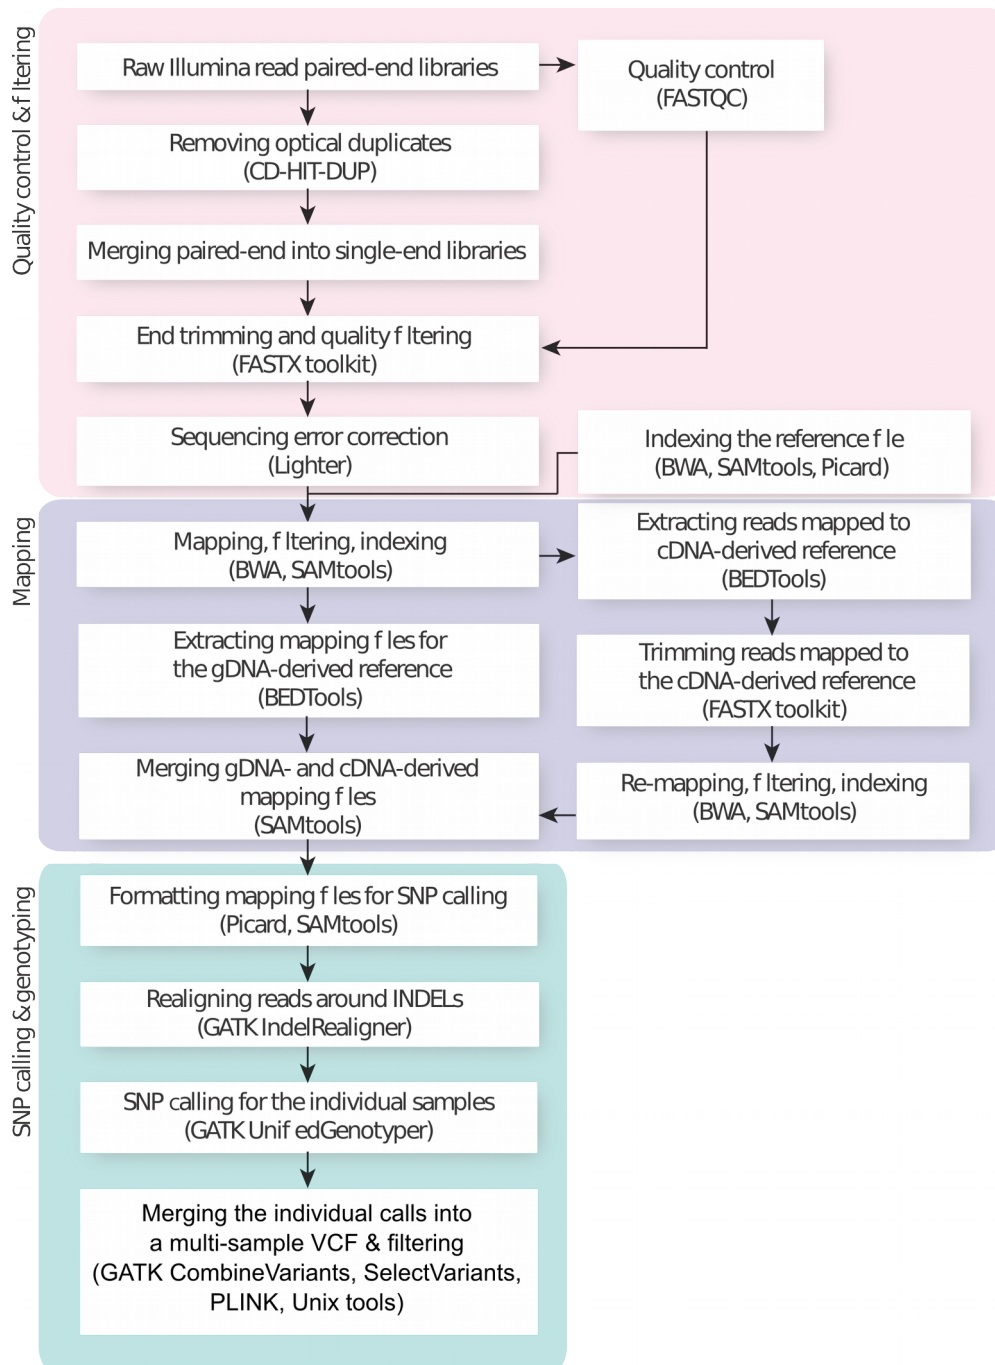 Quality control & f ltering
Raw Illumina read paired-end libraries
Quality control
(FASTQC)
Removing optical duplicates
(CD-HIT-DUP)
Merging paired-end into single-end libraries
End trimming and quality f ltering
(FASTX toolkit)
Sequencing error correction
(Lighter)
Indexing the reference f le
(BWA, SAMtools, Picard)
Mapping
Mapping, f ltering, indexing
(BWA, SAMtools)
Extracting reads mapped to
cDNA-derived reference
(BEDTools)
Extracting mapping f les for
the gDNA-derived reference
(BEDTools)
Trimming reads mapped to
the cDNA-derived reference
(FASTX toolkit)
Merging gDNA- and cDNA-derived
mapping f les
(SAMtools)
Re-mapping, f ltering, indexing
(BWA, SAMtools)
SNP calling & genotyping
Formatting mapping f les for SNP calling
(Picard, SAMtools)
Realigning reads around INDELs
(GATK IndelRealigner)
SNP calling for the individual samples
(GATK Unif edGenotyper)
Merging the individual calls into
a multi-sample VCF & filtering
(GATK CombineVariants, SelectVariants,
PLINK, Unix tools)